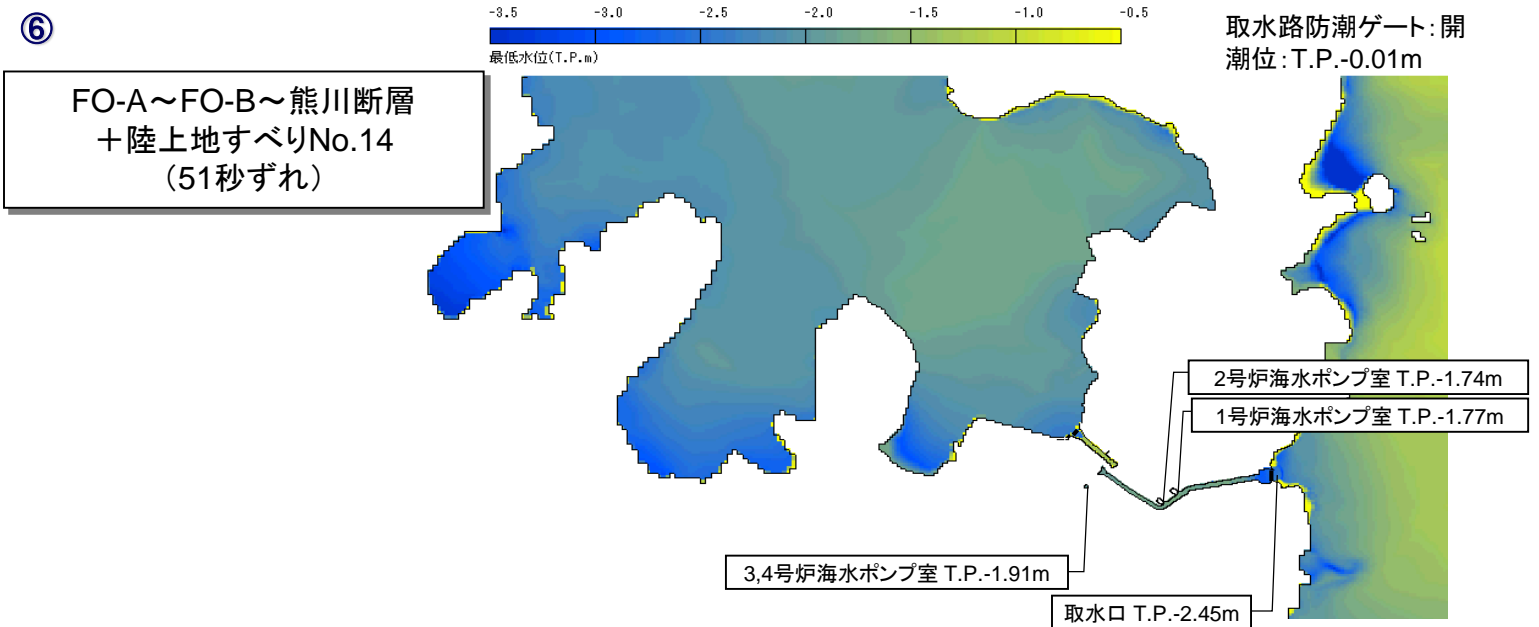 ⑥
-3.5 -3.0 -2.5 -2.0 -1.5 -1.0 -0.5
最低水位(T.P.m)
取水路防潮ゲート:開
潮位:T.P.-0.01m
FO-A~FO-B~熊川断層
+陸上地すべりNo.14
(51秒ずれ)
2号炉海水ポンプ室 T.P.-1.74m
1号炉海水ポンプ室 T.P.-1.77m
3,4号炉海水ポンプ室 T.P.-1.91m
取水口 T.P.-2.45m